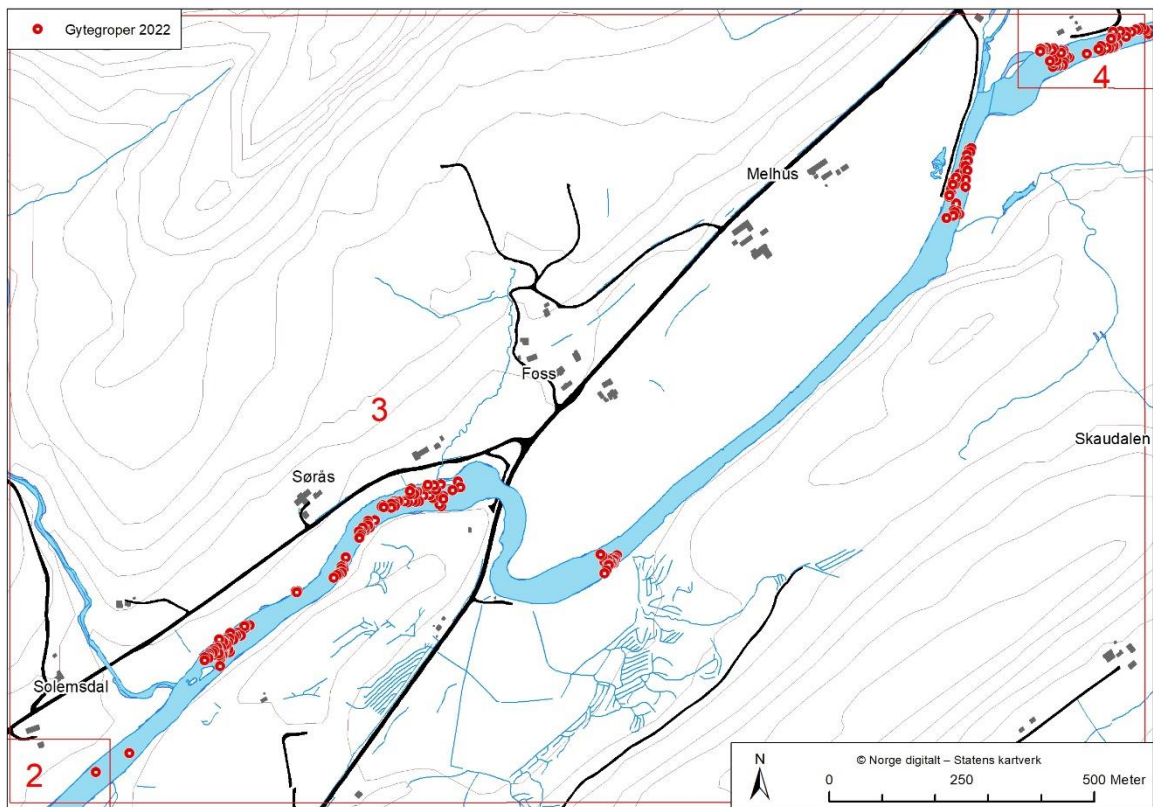 Gytegroper 2022
4
Melhus
Foss
3
Skaudalen
Sørås
Solemsdal
2
N
© Norge digitalt – Statens kartverk
0 250 500 Meter